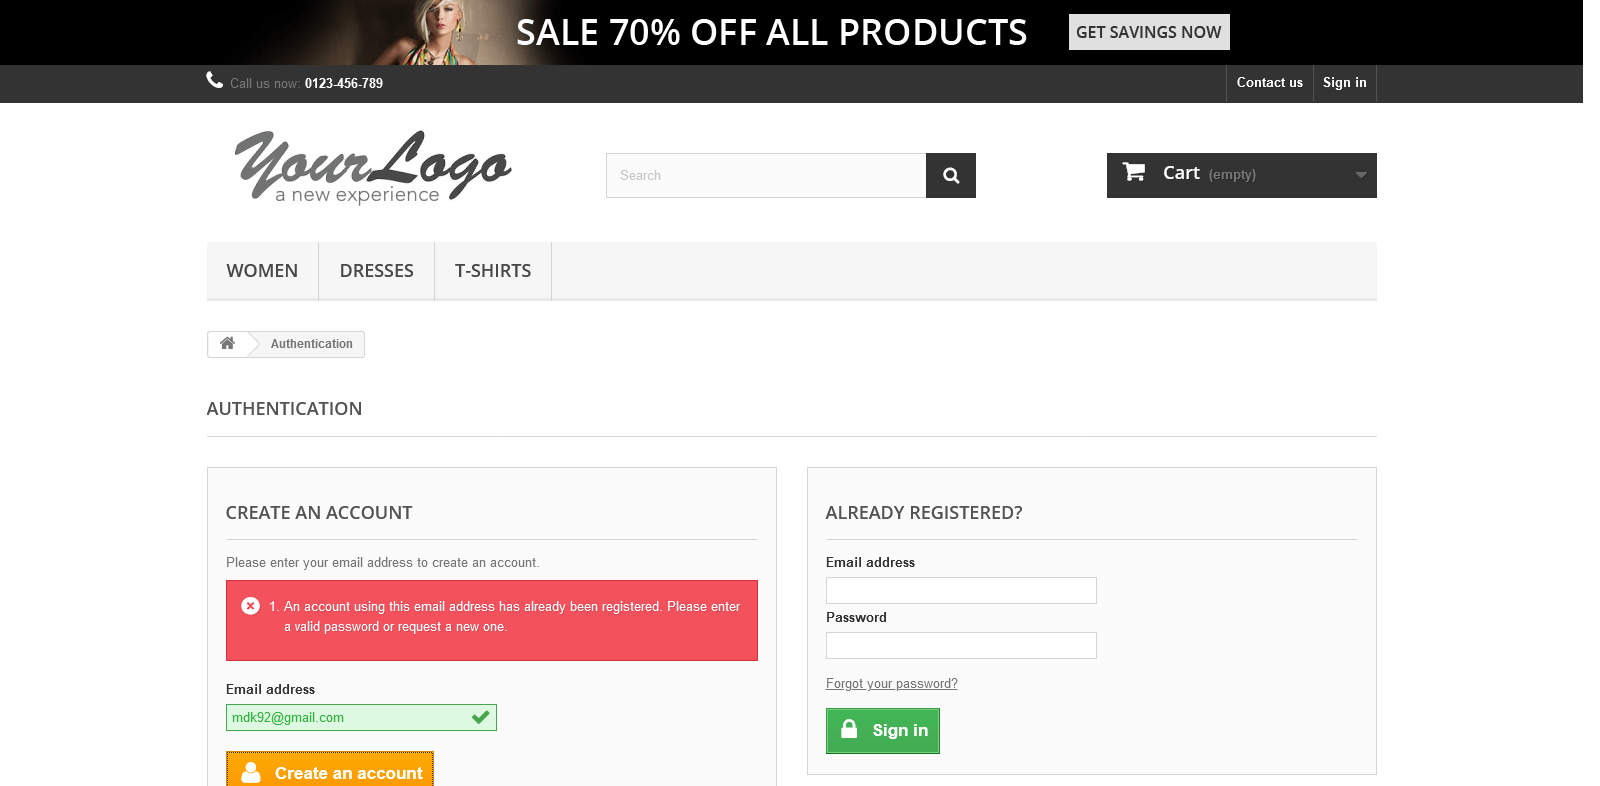 SALE 70% OFF ALL PRODUCTS GET SAVINGS NOW
Call us now: 0123-456-789 Contact us Sign in
YourLogo
a new experience
Search
Cart (empty)
WOMEN DRESSES T-SHIRTS
Authentication
AUTHENTICATION
CREATE AN ACCOUNT
Please enter your email address to create an account.
1. An account using this email address has already been registered. Please enter
a valid password or request a new one.
Email address
mdk92@gmail.com
Create an account
ALREADY REGISTERED?
Email address
Password
Forgot your password?
Sign in